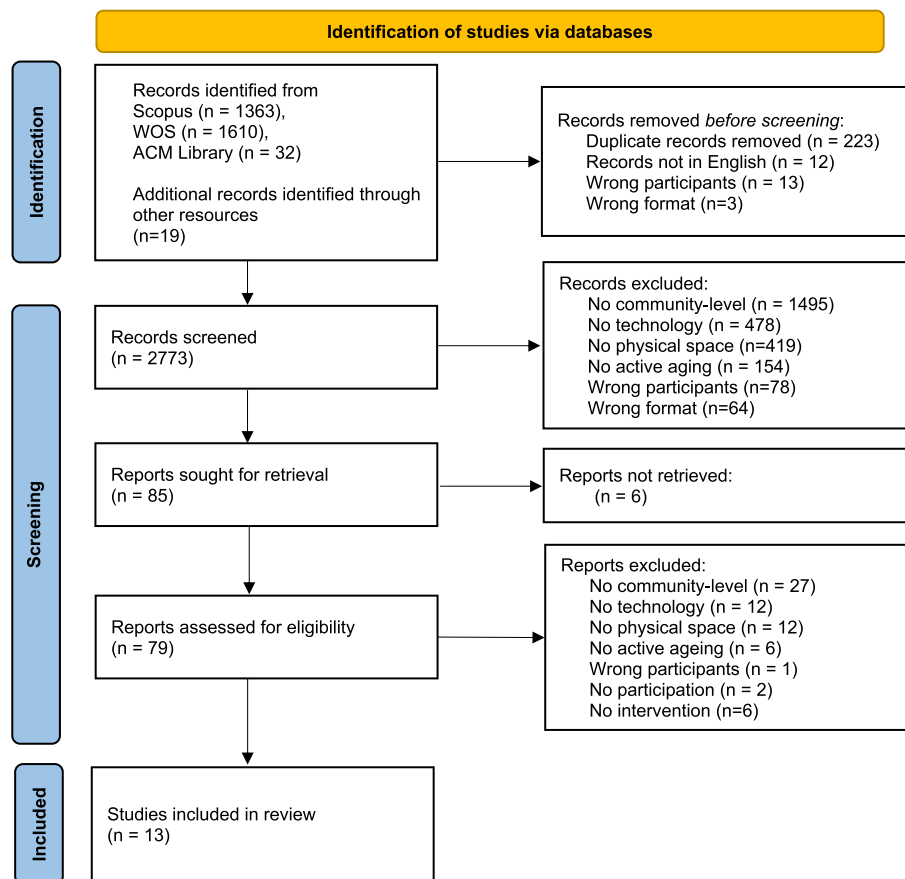 Identification of studies via databases
Identification
Records identified from
Scopus (n = 1363),
WOS (n = 1610),
ACM Library (n = 32)
Additional records identified through
other resources
(n=19)
Records removed before screening:
Duplicate records removed (n = 223)
Records not in English (n = 12)
Wrong participants (n = 13)
Wrong format (n=3)
Screening
Records screened
(n = 2773)
Records excluded:
No community-level (n = 1495)
No technology (n = 478)
No physical space (n=419)
No active aging (n = 154)
Wrong participants (n=78)
Wrong format (n=64)
Reports sought for retrieval
(n = 85)
Reports not retrieved:
(n = 6)
Reports assessed for eligibility
(n = 79)
Reports excluded:
No community-level (n = 27)
No technology (n = 12)
No physical space (n = 12)
No active ageing (n = 6)
Wrong participants (n = 1)
No participation (n = 2)
No intervention (n=6)
Included
Studies included in review
(n = 13)